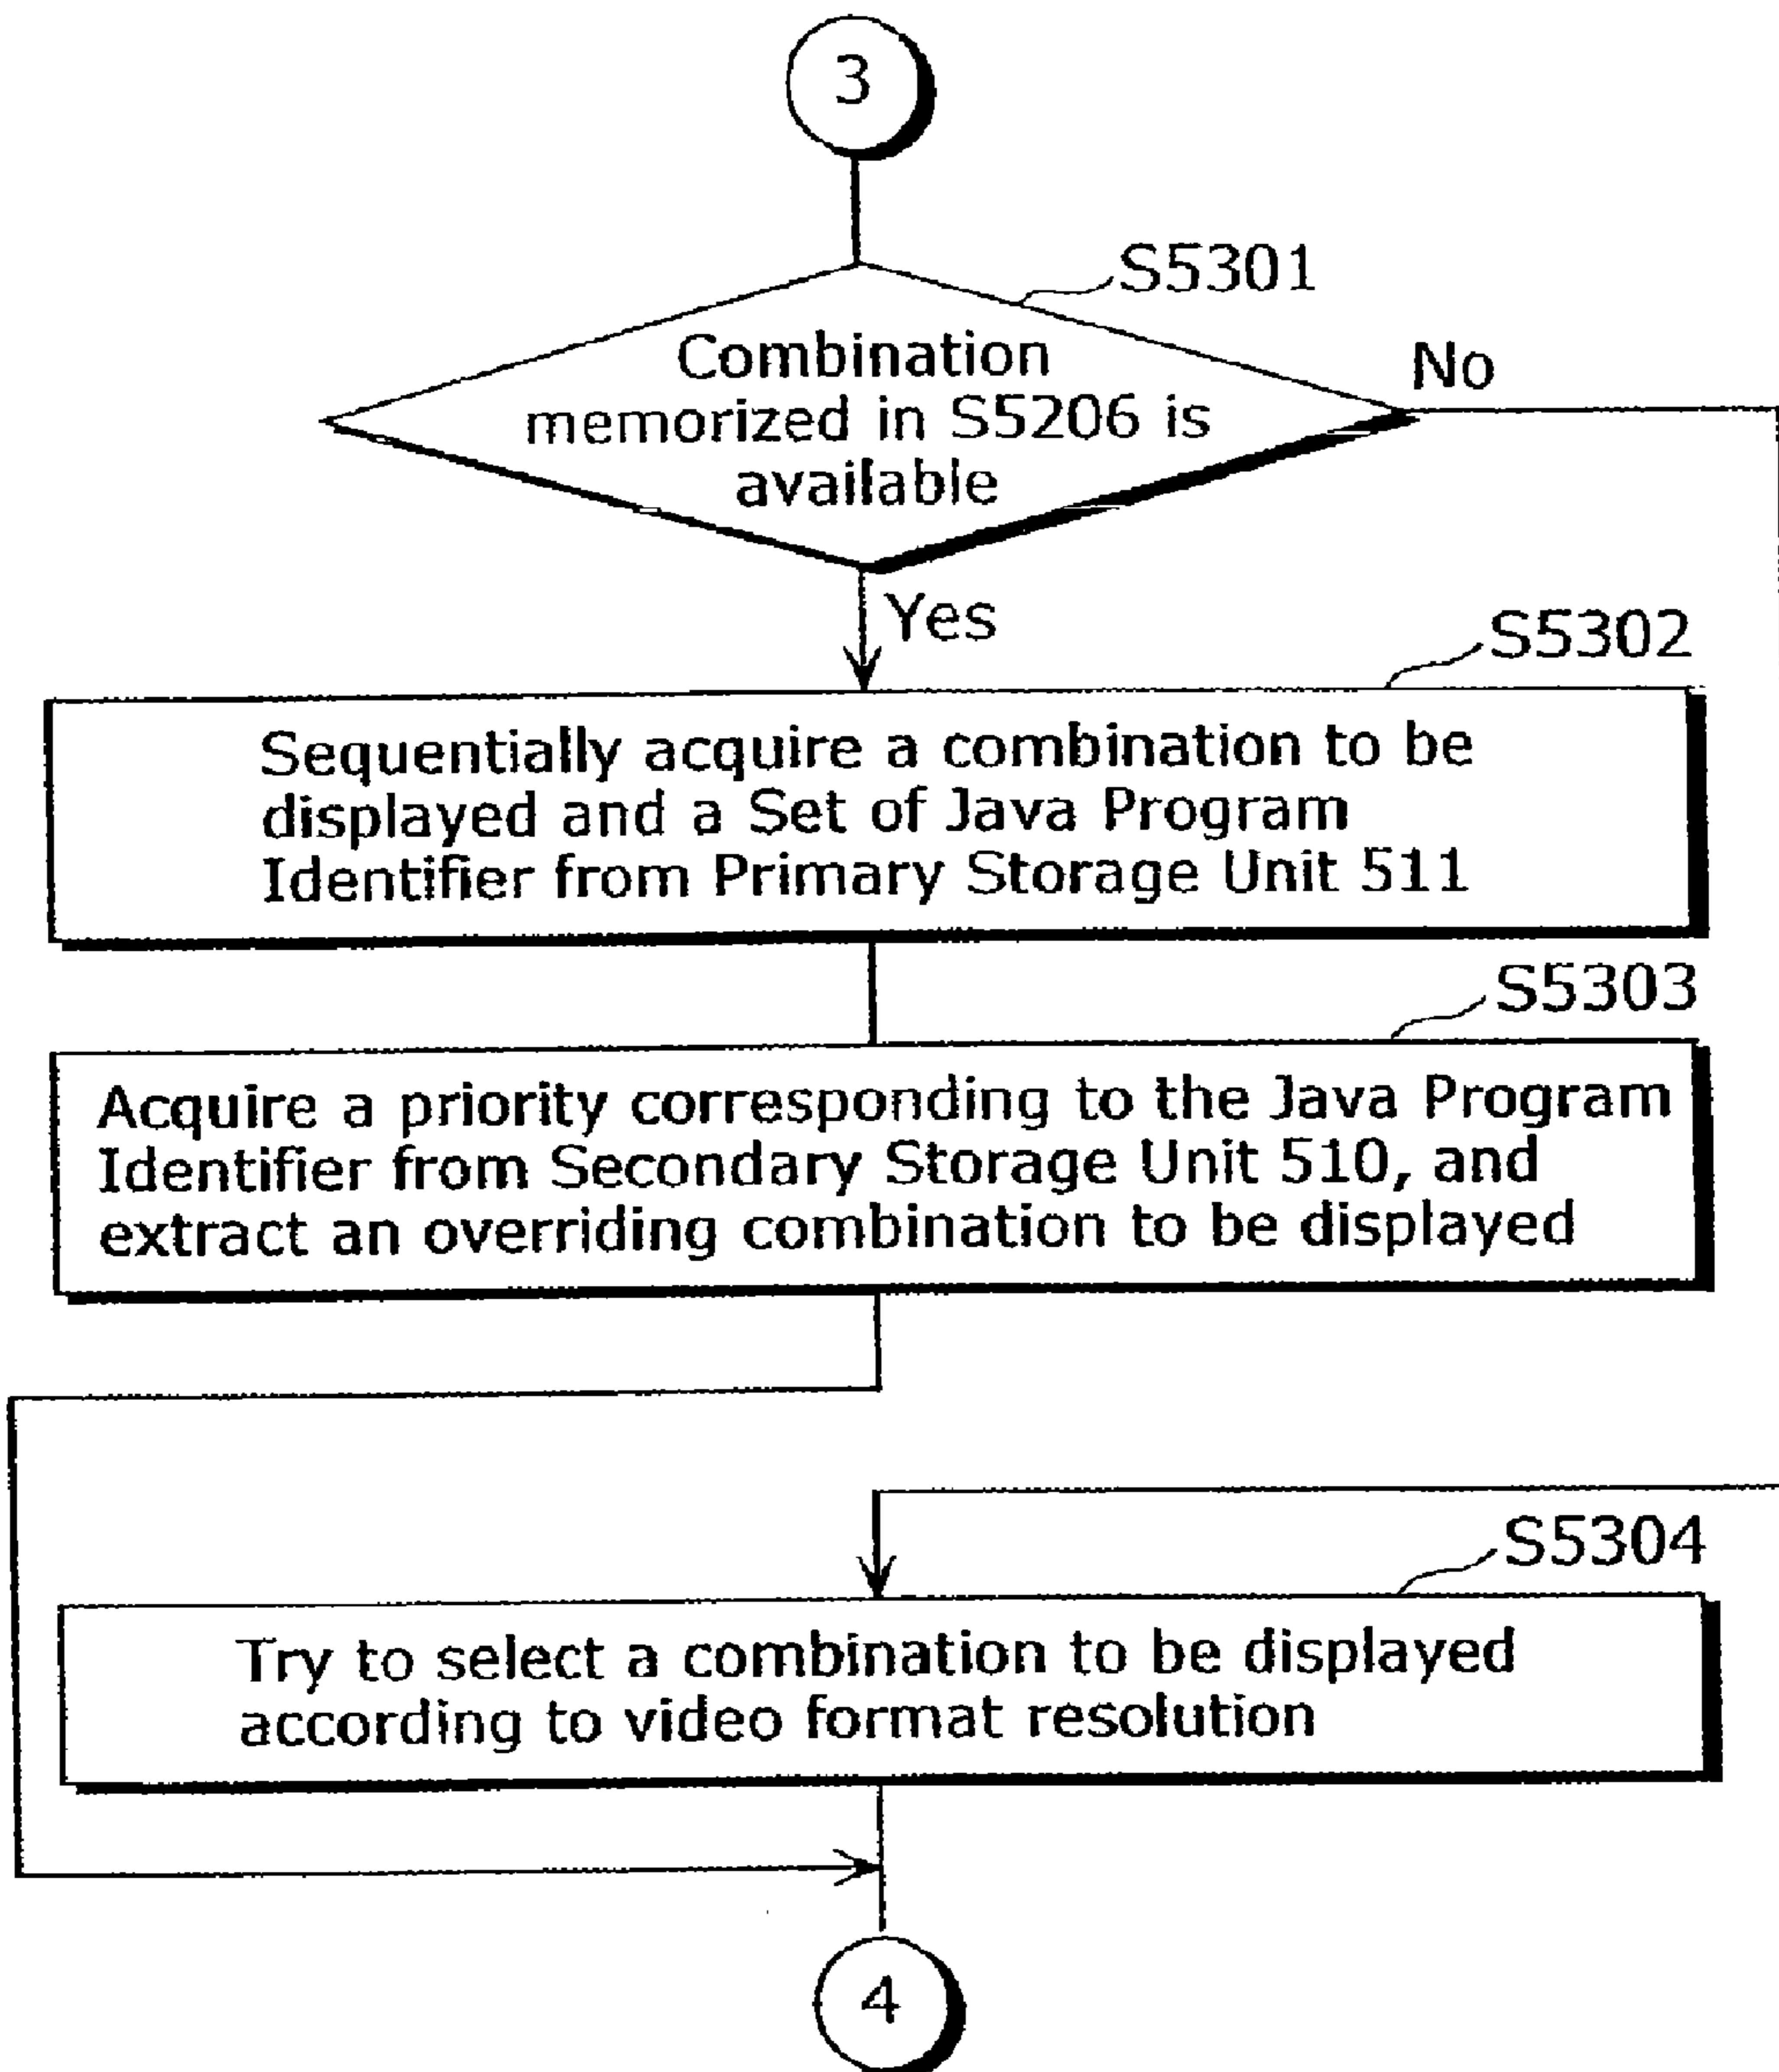 3
S5301
Combination
memorized in S5206 is
available
No
Yes
S5302
Sequentially acquire a combination to be
displayed and a Set of Java Program
Identifier from Primary Storage Unit 511
S5303
Acquire a priority corresponding to the Java Program
Identifier from Secondary Storage Unit 510, and
extract an overriding combination to be displayed
S5304
Try to select a combination to be displayed
according to video format resolution
4